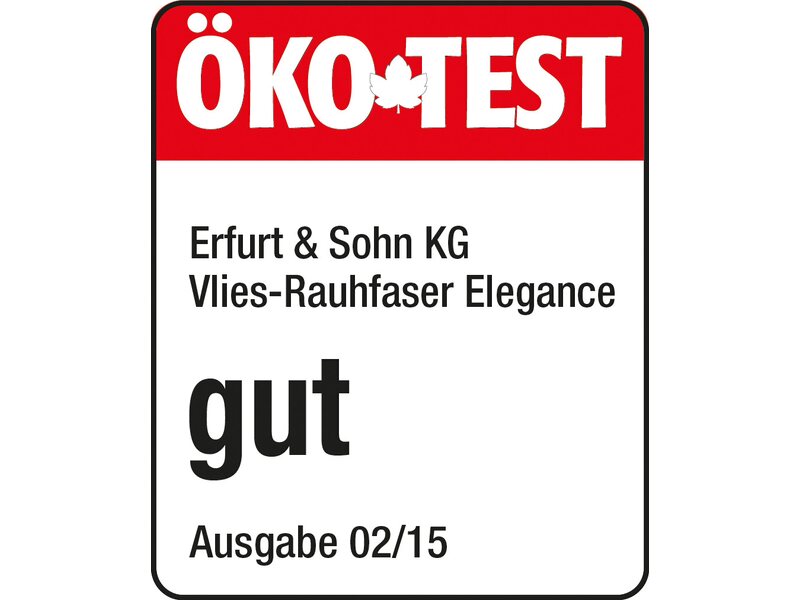 ÖKO TEST
Erfurt & Sohn KG
Vlies-Rauhfaser Elegance
gut
Ausgabe 02/15